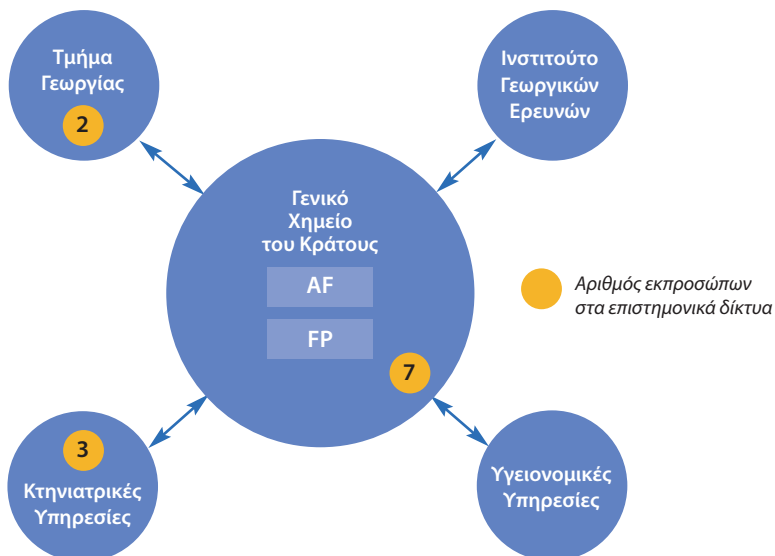 Τμήμα
Γεωργίας
2
Ινστιτούτο
Γεωργικών
Ερευνών
Γενικό
Χημείο
του Κράτους
AF
FP
7
Αριθμός εκπροσώπων
στα επιστημονικά δίκτυα
3
Κτηνιατρικές
Υπηρεσίες
Υγειονομικές
Υπηρεσίες